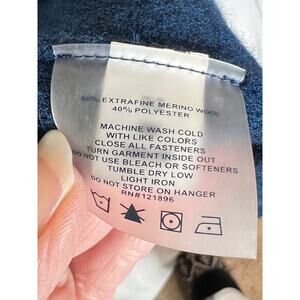 60% EXTRAFINE MERINO WOOL
40% POLYESTER
MACHINE WASH COLD
WITH LIKE COLORS
CLOSE ALL FASTENERS
TURN GARMENT INSIDE OUT
DO NOT USE BLEACH OR SOFTENERS
TUMBLE DRY LOW
LIGHT IRON
DO NOT STORE ON HANGER
RN#121896